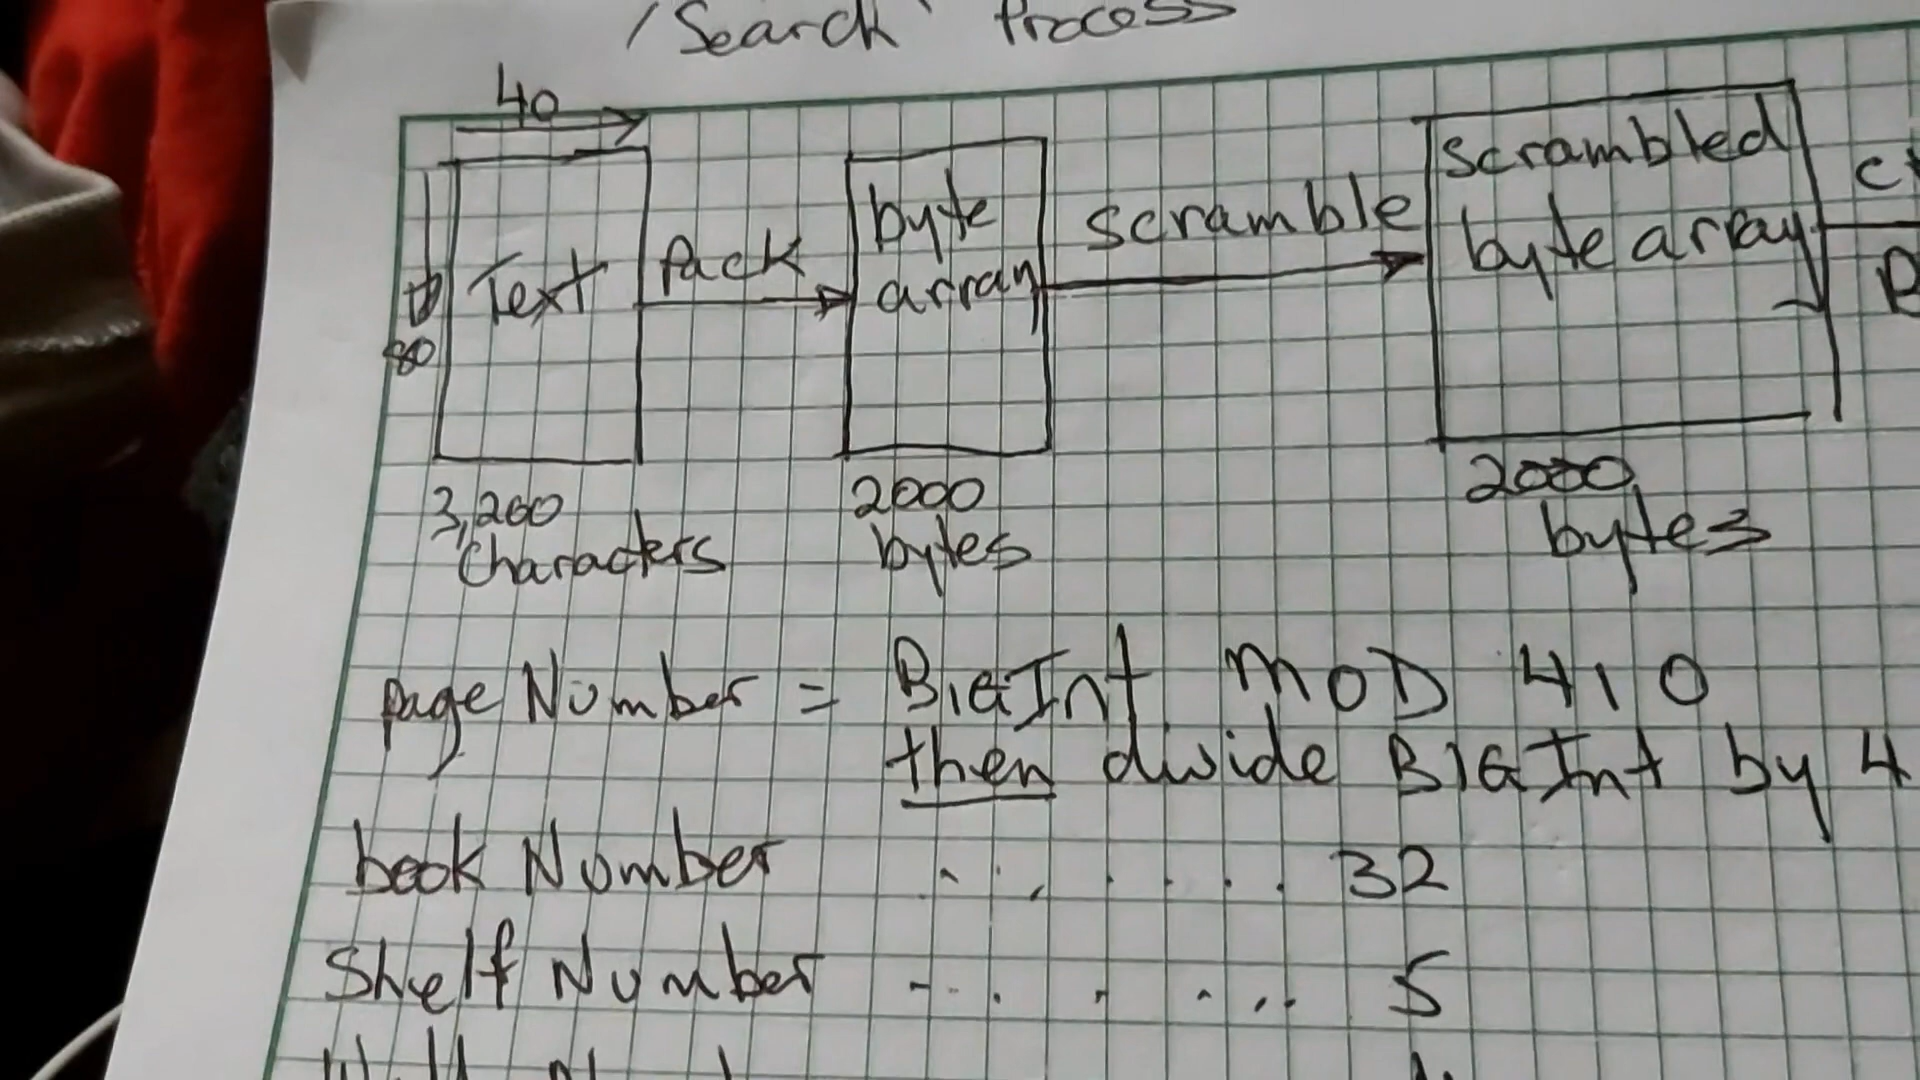 /Search Process
40
80
Text
Pack
byte
array
scramble
scrambled
byte array
3,200
Characters
2000
bytes
2000
bytes
page Number = BIGInt MOD 410
then divide BIGInt by 4
book Number . . . . . . . 32
Shelf Number - . . . . . . 5